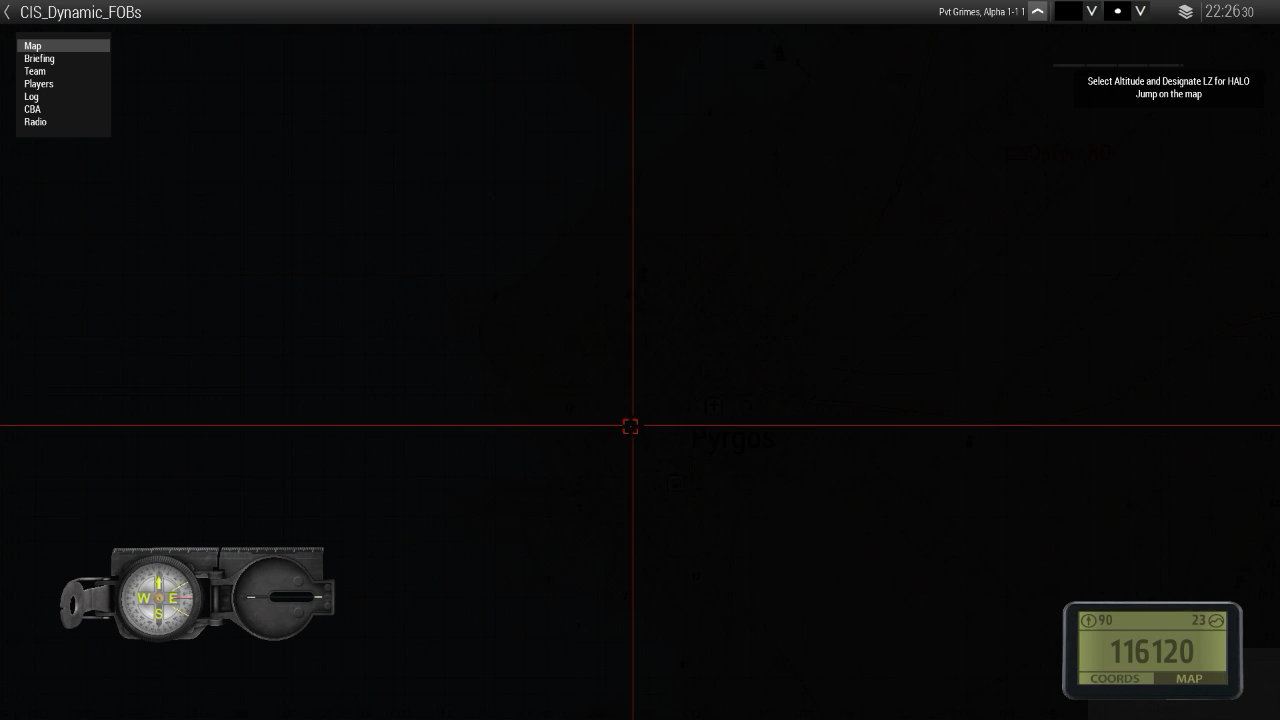 CIS_Dynamic_FOBs
Pvt Grimes, Alpha 1-1 1
22:26 30
Map
Briefing
Team
Players
Log
CBA
Radio
Select Altitude and Designate LZ for HALO
Jump on the map
Pyrgos
W E
S
90 23
116120
COORDS MAP